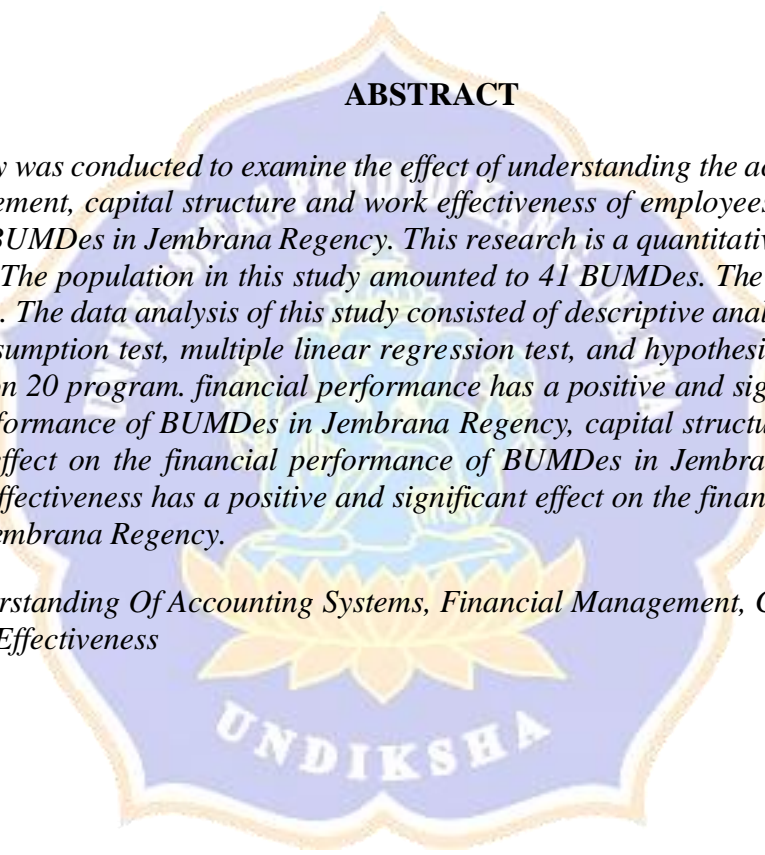 ABSTRACT
y was conducted to examine the effect of understanding the ac
ement, capital structure and work effectiveness of employees
BUMDes in Jembrana Regency. This research is a quantitativ
The population in this study amounted to 41 BUMDes. The
. The data analysis of this study consisted of descriptive anal
sumption test, multiple linear regression test, and hypothesi
on 20 program. financial performance has a positive and sig
formance of BUMDes in Jembrana Regency, capital structu
effect on the financial performance of BUMDes in Jembra
ffectiveness has a positive and significant effect on the finan
embrana Regency.
rstanding Of Accounting Systems, Financial Management, C
Effectiveness
UNDIKSHA